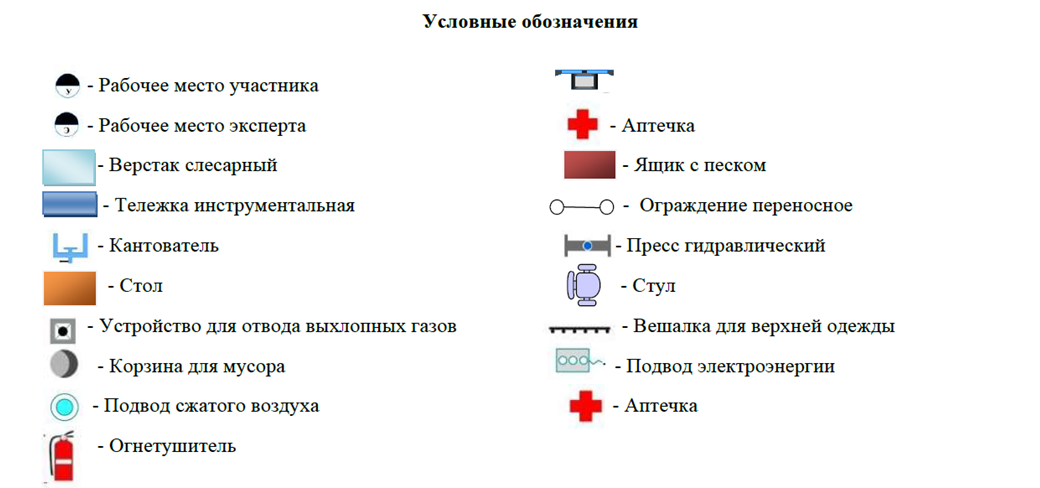 Условные обозначения
У - Рабочее место участника
Э - Рабочее место эксперта
- Аптечка
- Верстак слесарный
- Ящик с песком
- Тележка инструментальная
- Ограждение переносное
- Кантователь
- Пресс гидравлический
- Стол
- Стул
- Устройство для отвода выхлопных газов
- Вешалка для верхней одежды
- Корзина для мусора
- Подвод электроэнергии
- Подвод сжатого воздуха
- Аптечка
- Огнетушитель